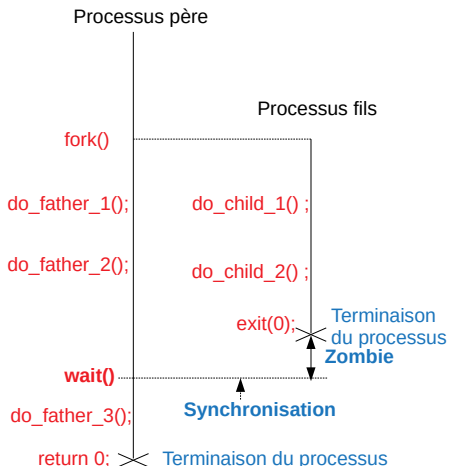 Processus père
Processus fils
fork()
do_father_1();
do_child_1() ;
do_father_2();
do_child_2() ;
exit(0);
Terminaison
du processus
Zombie
wait()
Synchronisation
do_father_3();
return 0;
Terminaison du processus